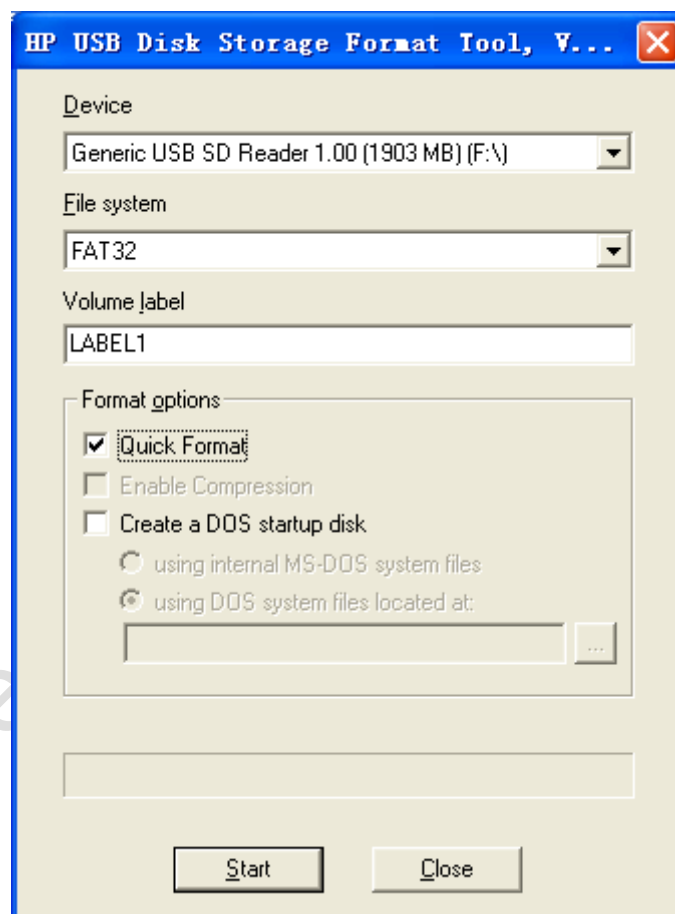 HP USB Disk Storage Format Tool, V...
Device
Generic USB SD Reader 1.00 (1903 MB) (F:\)
File system
FAT32
Volume label
LABEL1
Format options
Quick Format
Enable Compression
Create a DOS startup disk
using internal MS-DOS system files
using DOS system files located at:
...
Start
Close